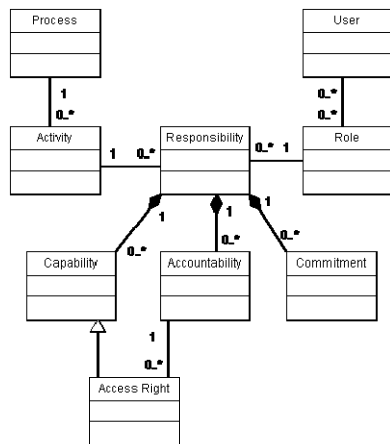 Process
User
1
0..*
0..*
0..*
Activity
Responsibility
Role
1
0..*
0..*
1
1
1
1
0..*
0..*
0..*
Capability
Accountability
Commitment
1
0..*
Access Right